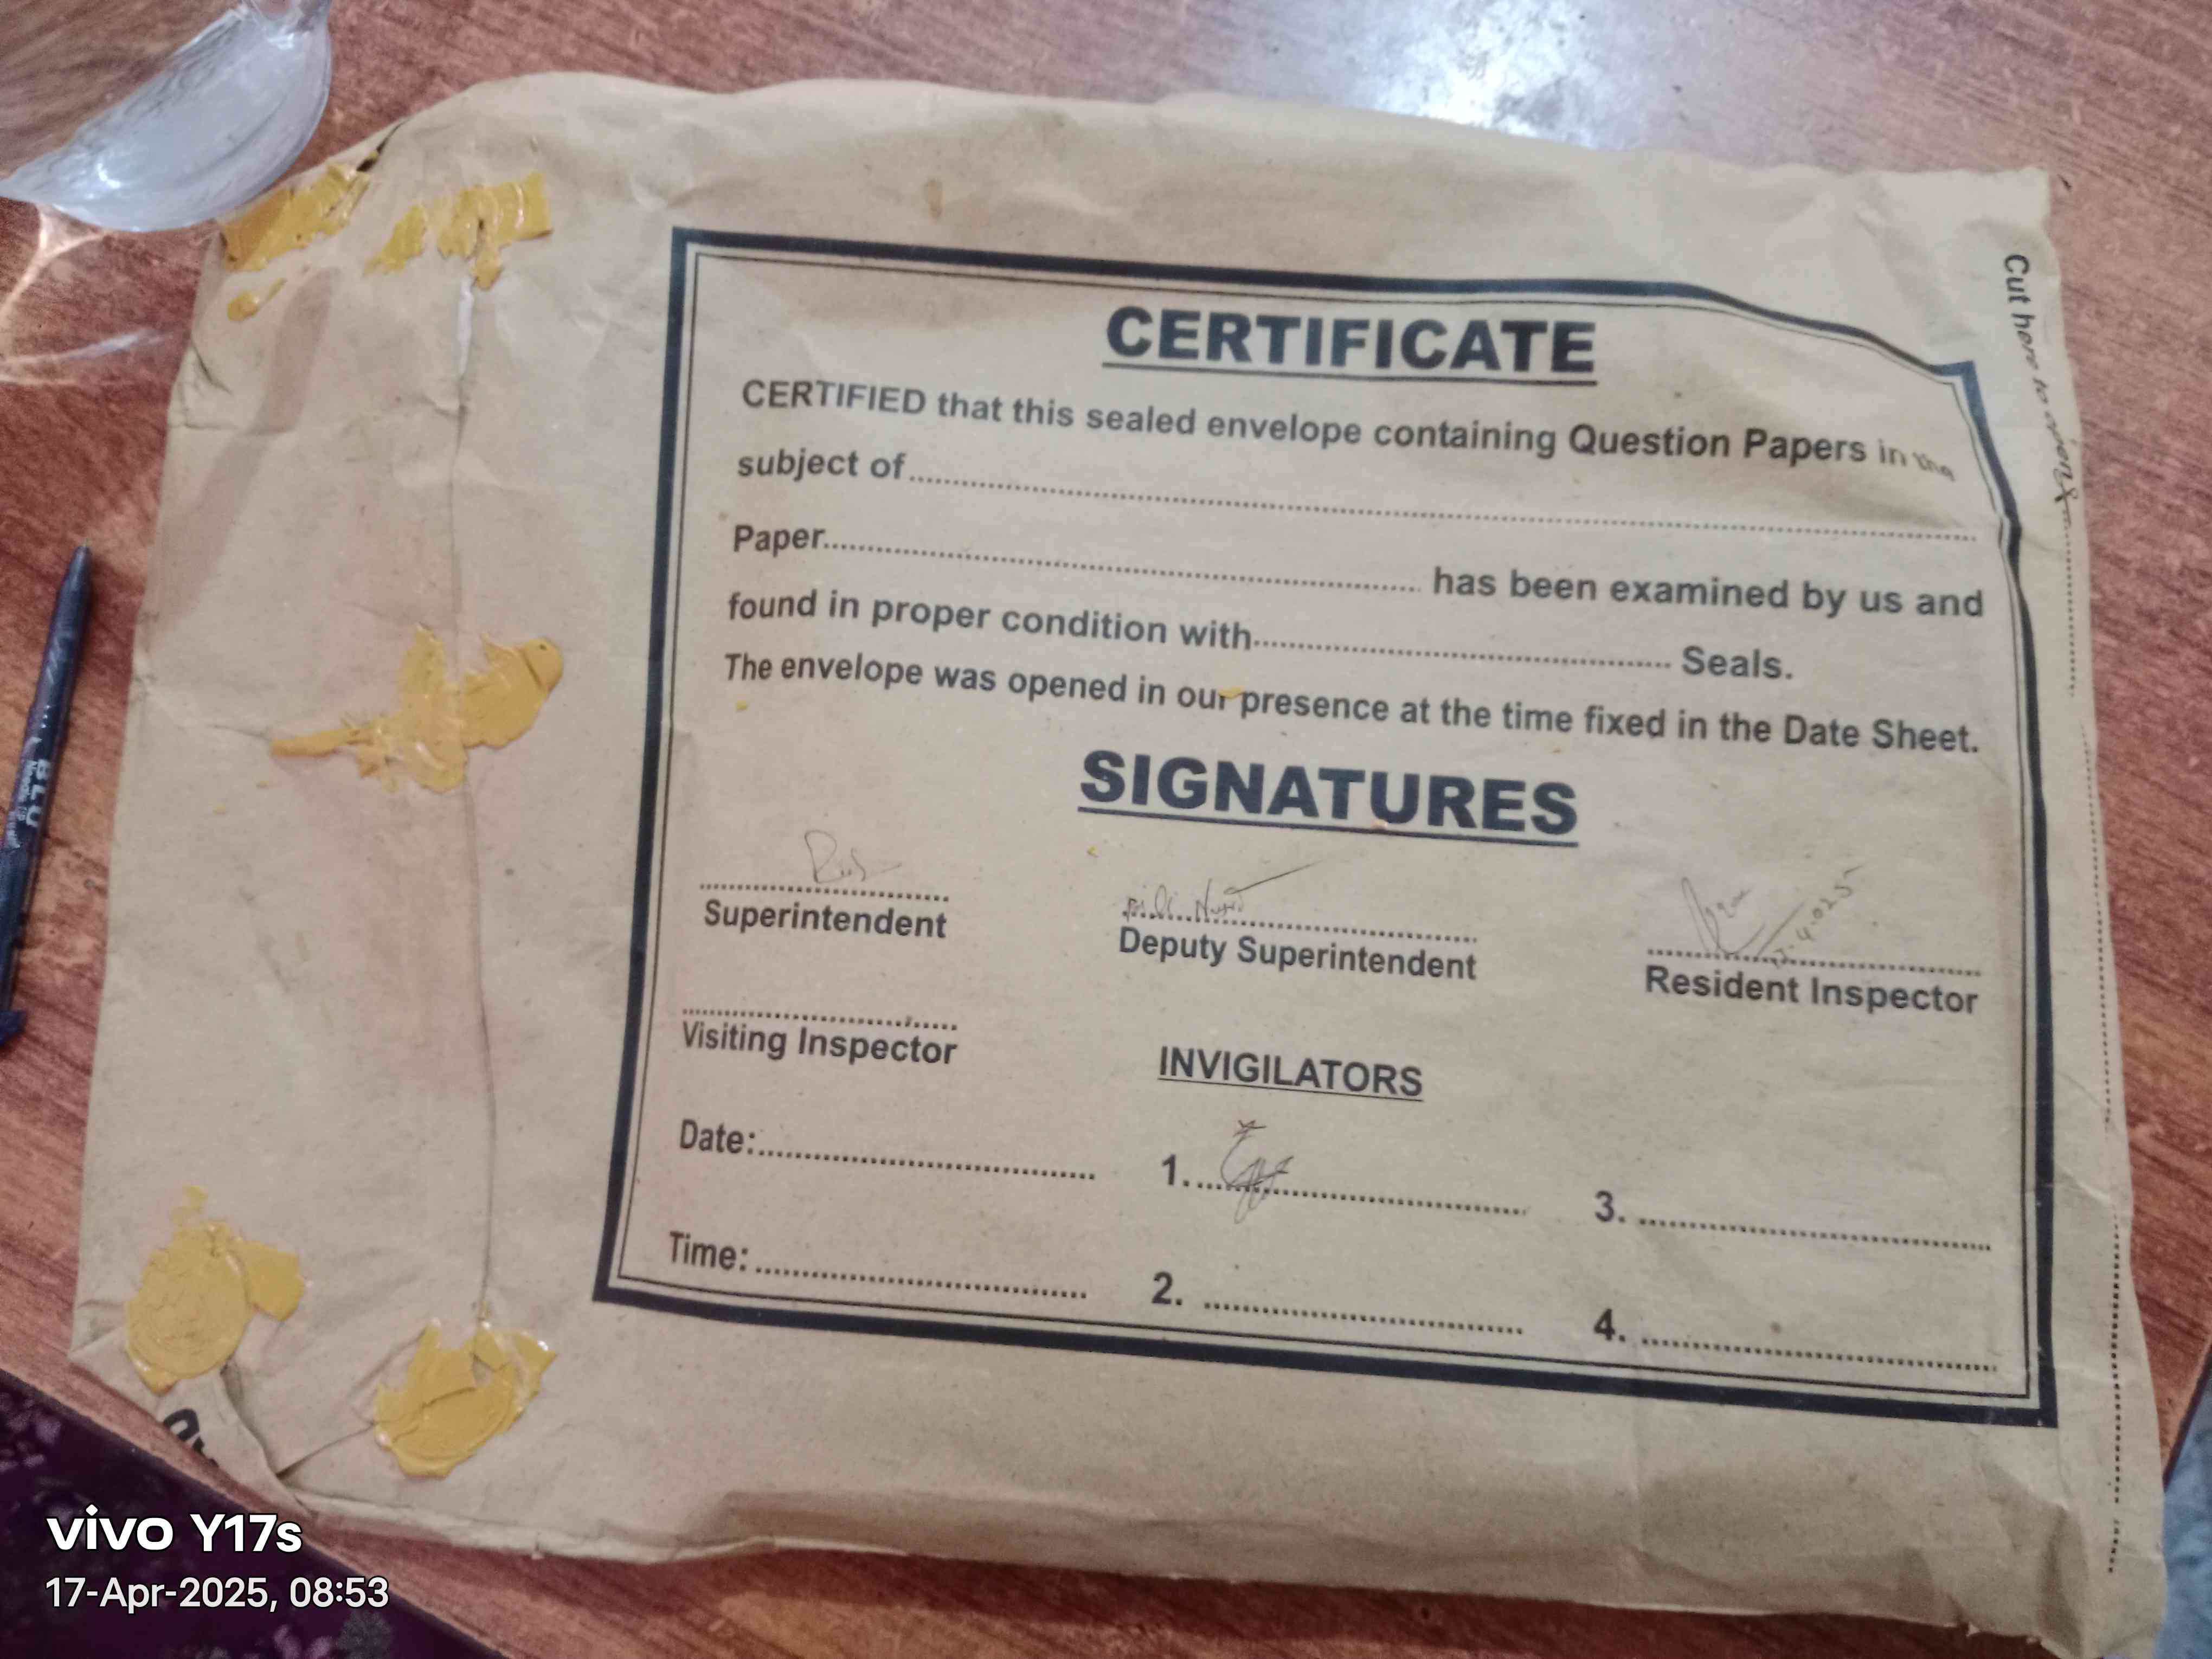 CERTIFICATE
CERTIFIED that this sealed envelope containing Question Papers in the
subject of
Paper has been examined by us and
found in proper condition with Seals.
The envelope was opened in our presence at the time fixed in the Date Sheet.
SIGNATURES
Superintendent
Deputy Superintendent
Resident Inspector
Visiting Inspector
INVIGILATORS
Date:
1.
3.
Time:
2.
4.
Cut here to open
vivo Y17s
17-Apr-2025, 08:53